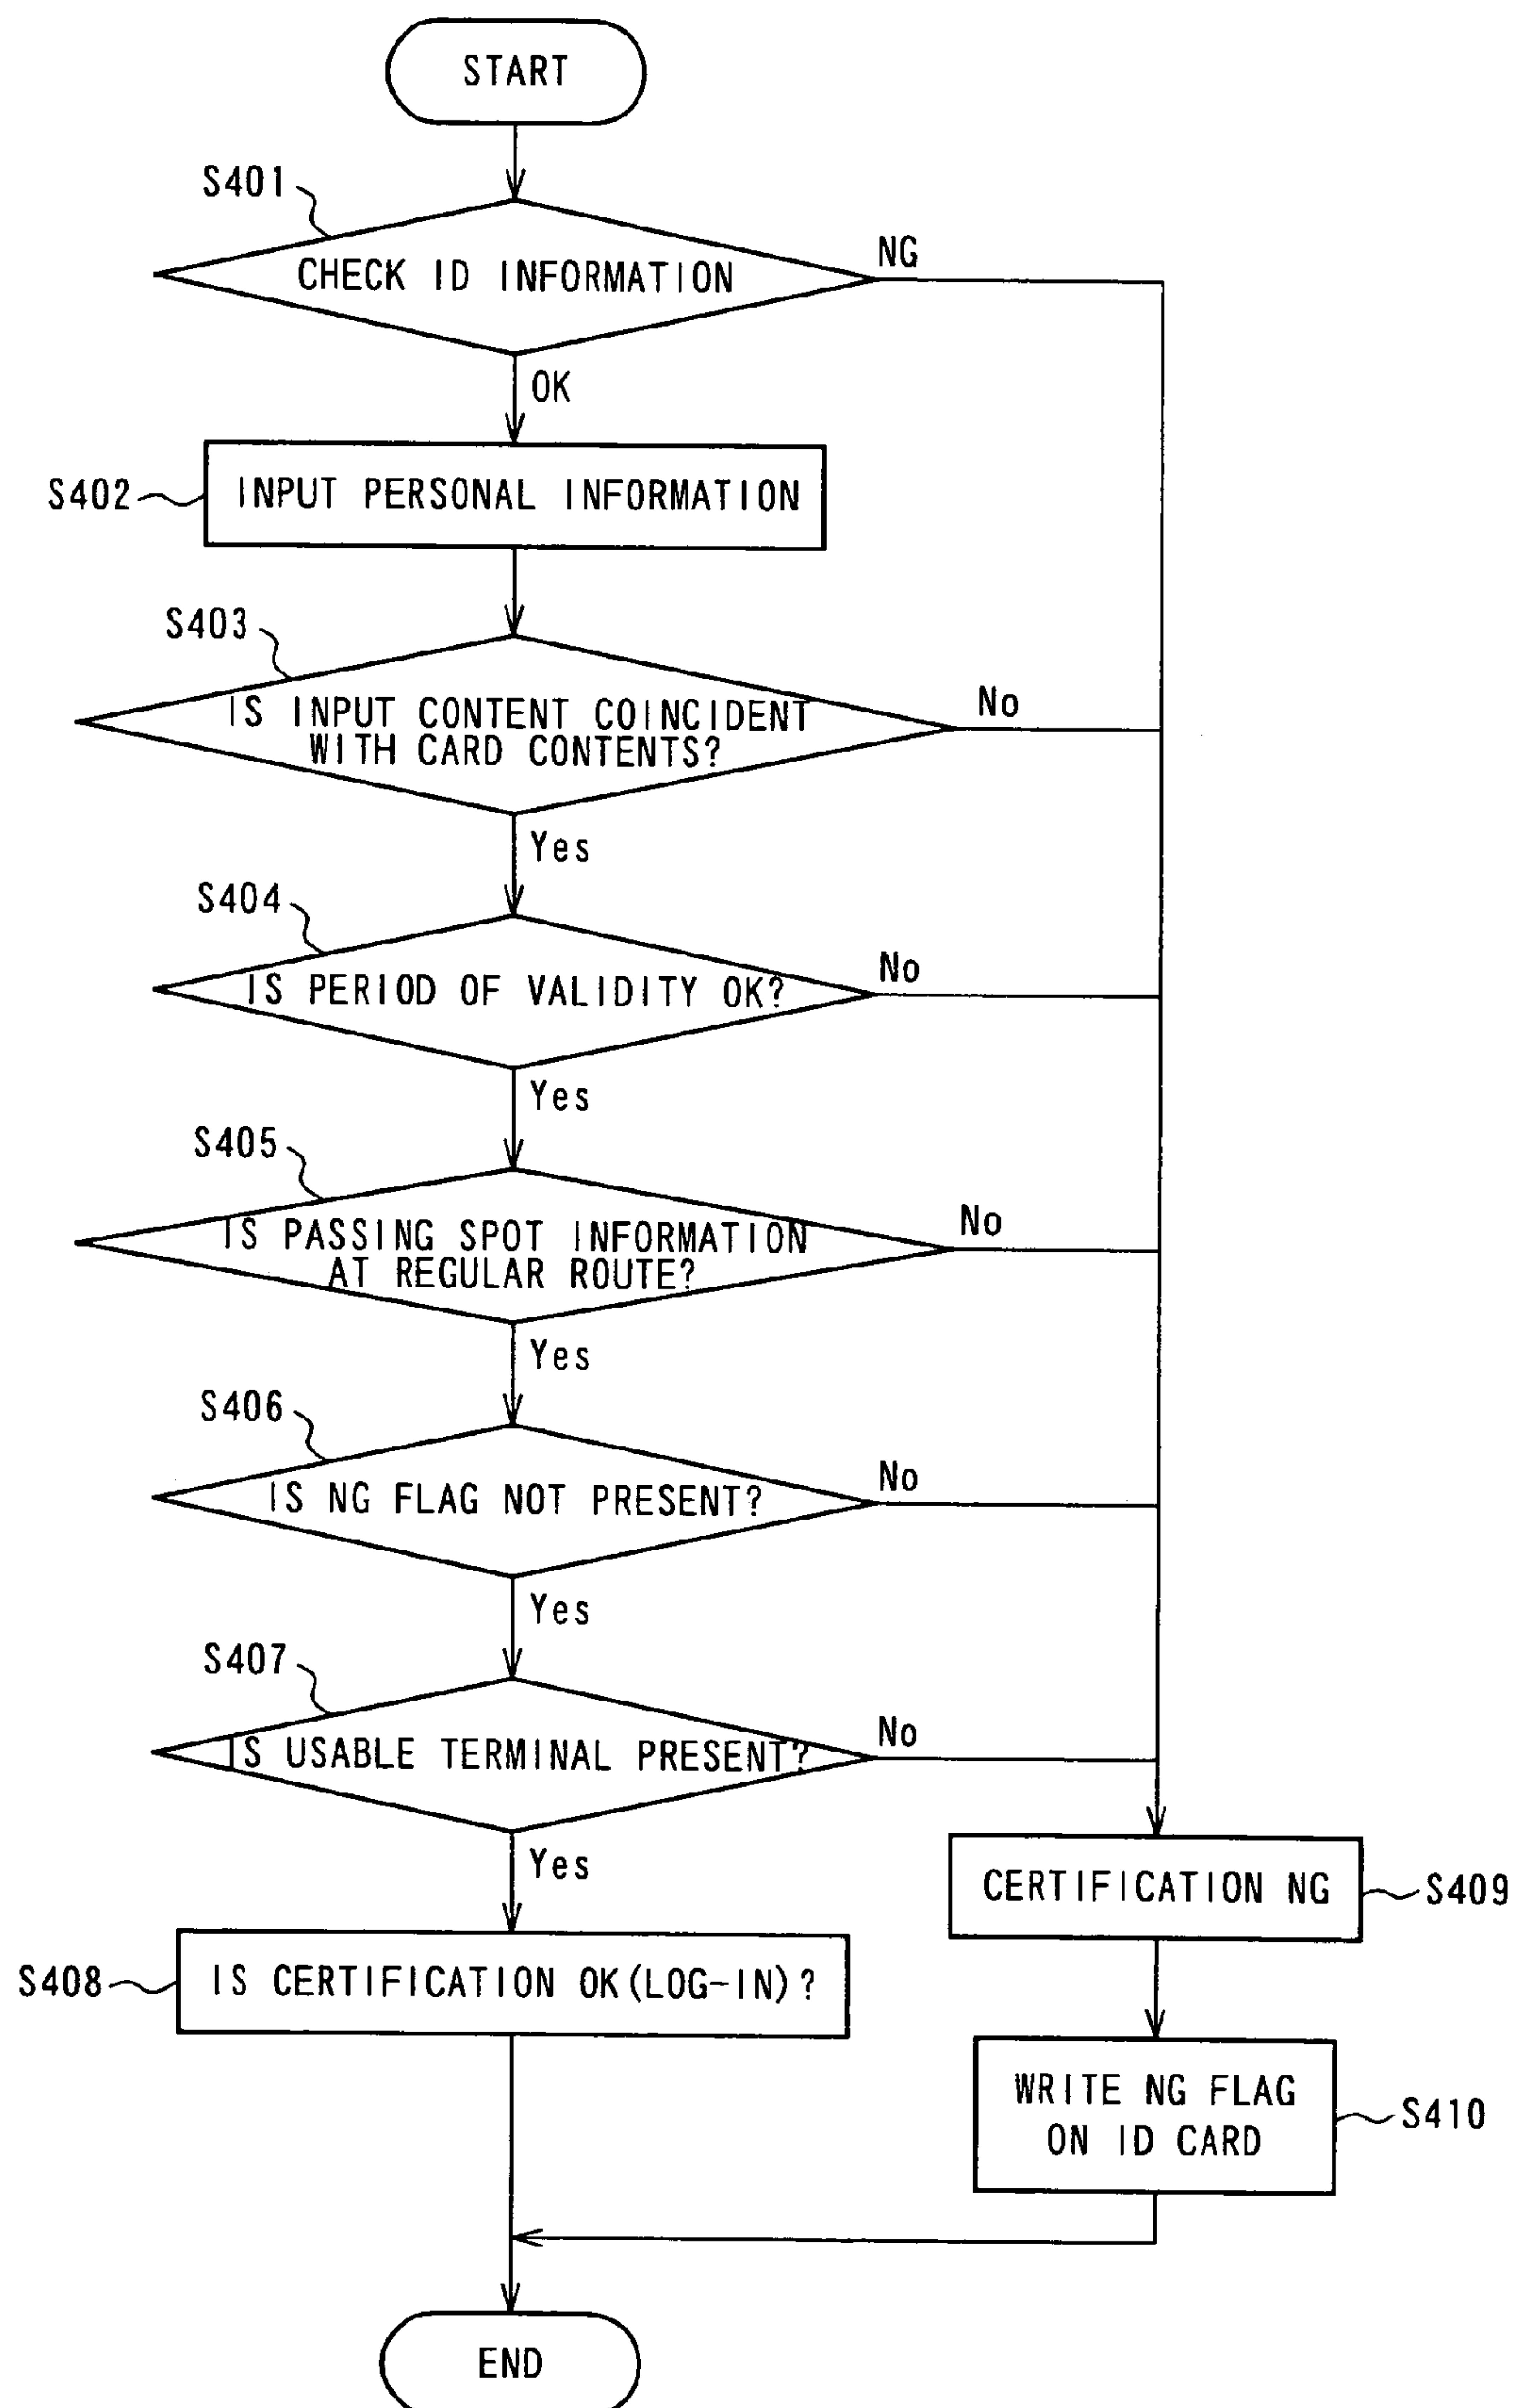 START
S401
CHECK ID INFORMATION
NG
OK
S402
INPUT PERSONAL INFORMATION
S403
IS INPUT CONTENT COINCIDENT
WITH CARD CONTENTS?
No
Yes
S404
IS PERIOD OF VALIDITY OK?
No
Yes
S405
IS PASSING SPOT INFORMATION
AT REGULAR ROUTE?
No
Yes
S406
IS NG FLAG NOT PRESENT?
No
Yes
S407
IS USABLE TERMINAL PRESENT?
No
Yes
CERTIFICATION NG
S409
S408
IS CERTIFICATION OK(LOG-IN)?
WRITE NG FLAG
ON ID CARD
S410
END